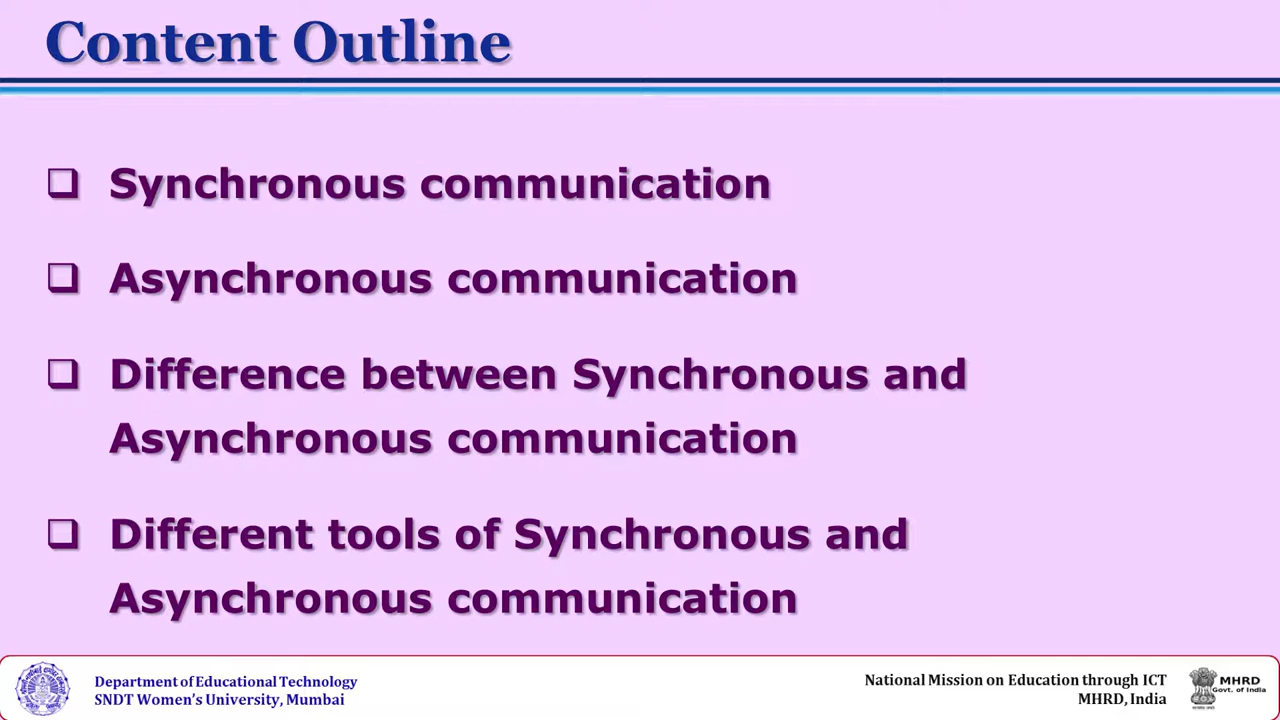 Content Outline
Synchronous communication
Asynchronous communication
Difference between Synchronous and
Asynchronous communication
Different tools of Synchronous and
Asynchronous communication
Department of Educational Technology
SNDT Women's University, Mumbai
National Mission on Education through ICT
MHRD, India
MHRD
Govt. of India